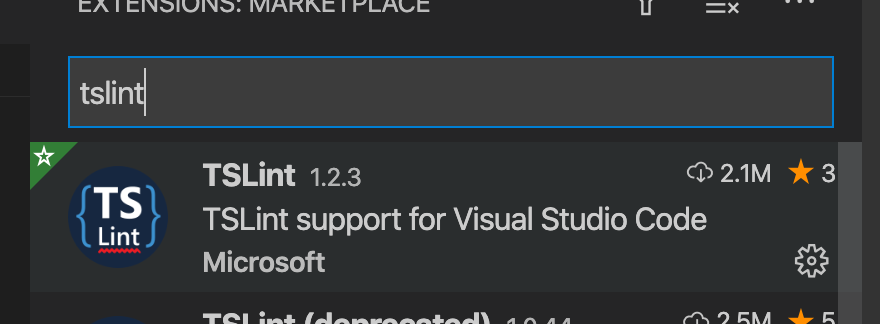 EXTENSIONS: MARKETPLACE
tslint
TSLint 1.2.3 2.1M 3
TS
Lint
TSLint support for Visual Studio Code
Microsoft
TSLint (deprecated) 1.0.44 2.5M 5